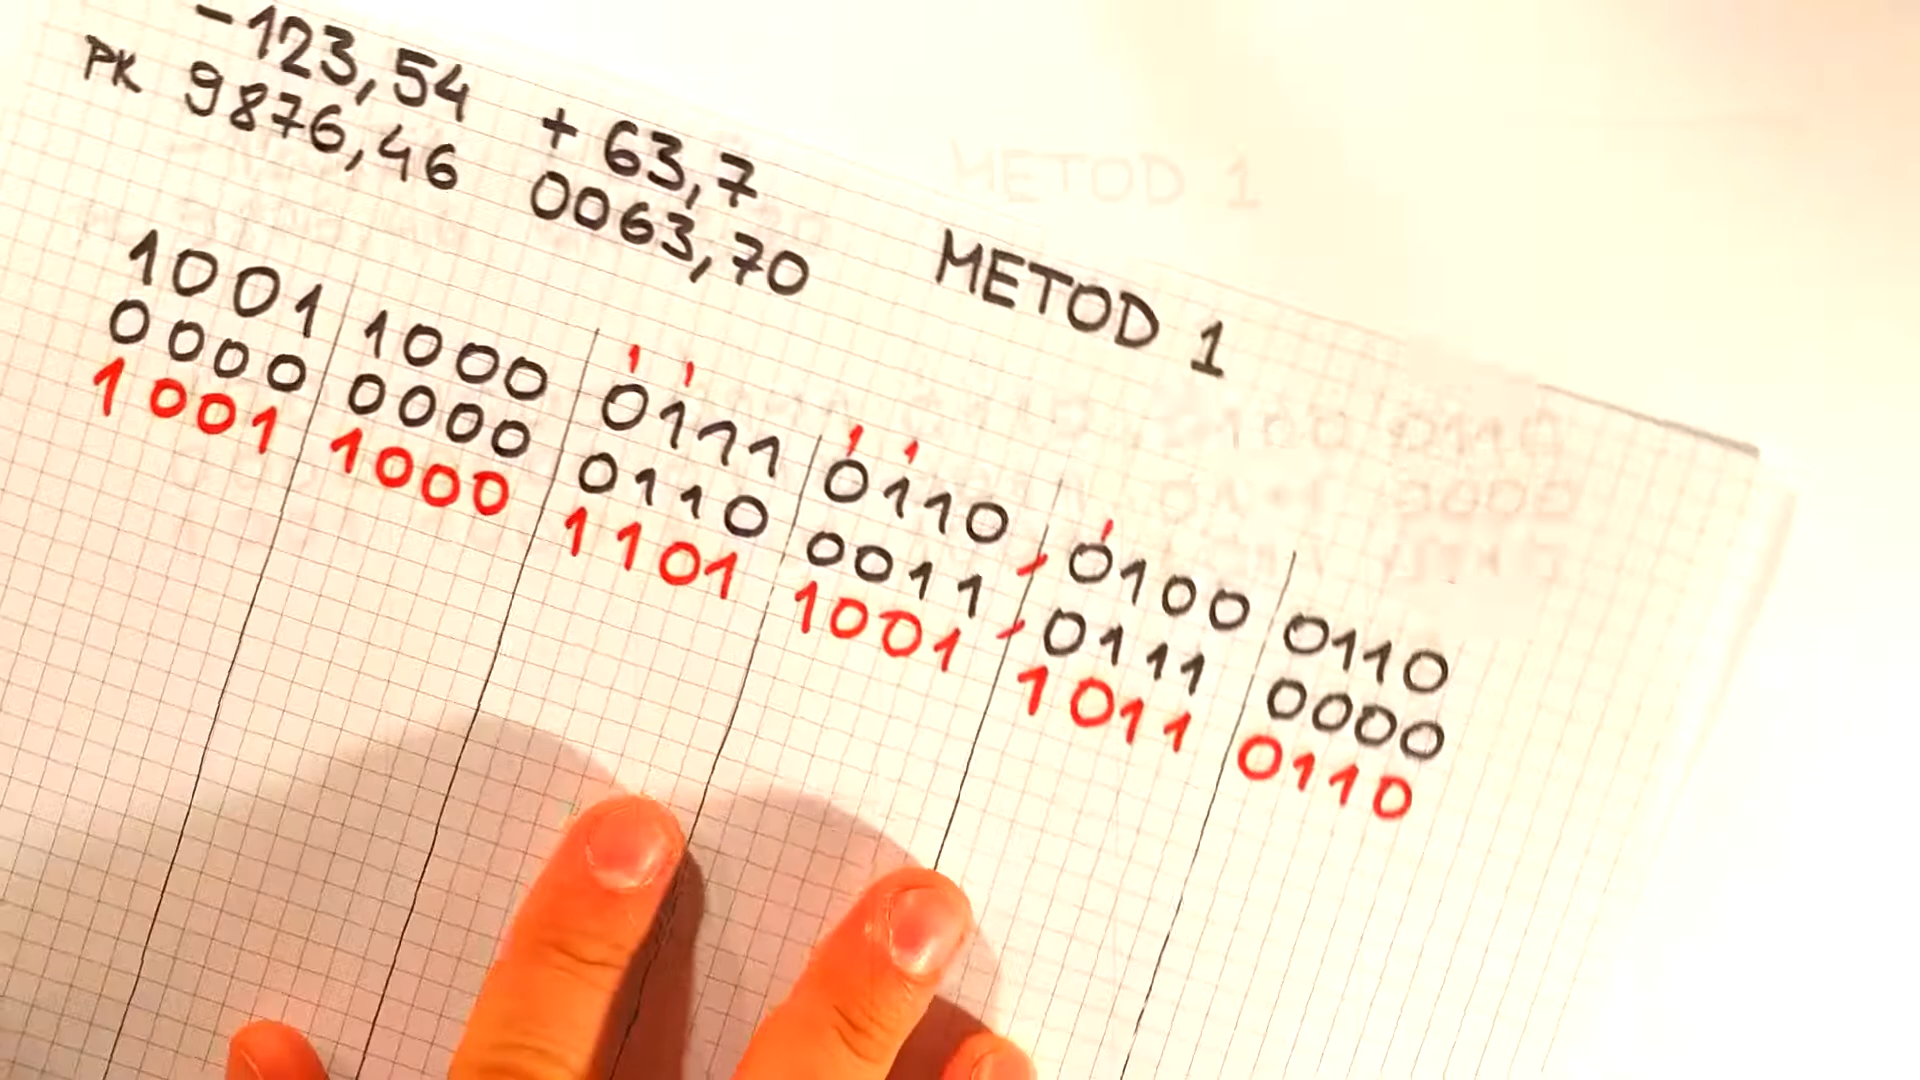 -123,54 + 63,7
PK 9876,46 0063,70
METOD 1
1001 1000 0111 0110, 0100 0110
0000 0000 0110 0011, 0111 0000
1001 1000 1101 1001 1011 0110